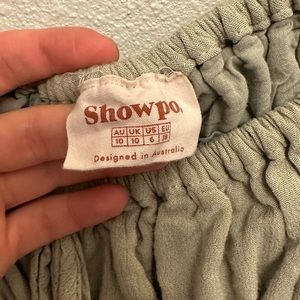 Showpo.
AU UK US EU
10 10 6 38
Designed in Australia